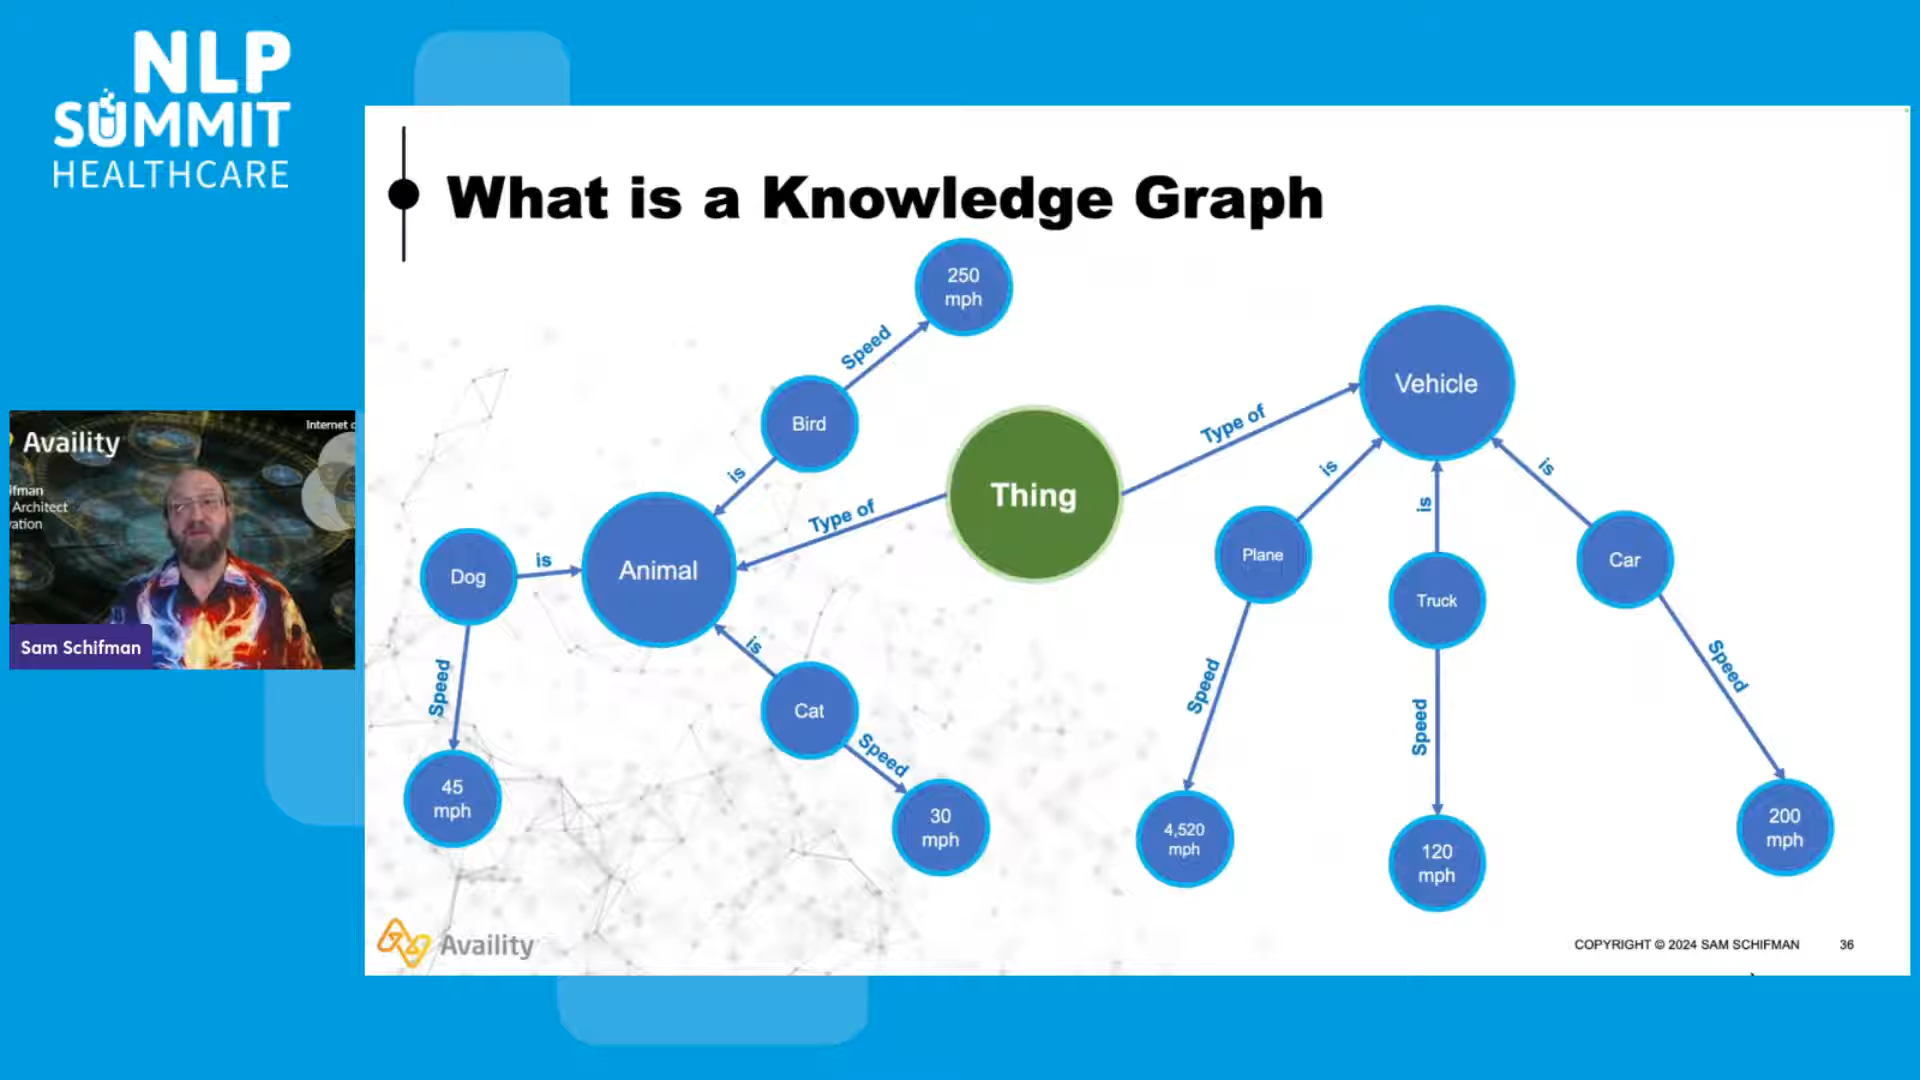 NLP
SUMMIT
HEALTHCARE
What is a Knowledge Graph
250
mph
Speed
Bird
is
Vehicle
Type of
Thing
Type of
is
is
is
Dog
is
Animal
Plane
Truck
Car
is
Cat
Speed
Speed
45
mph
30
mph
Speed
4,520
mph
Speed
120
mph
Speed
200
mph
Availity
COPYRIGHT © 2024 SAM SCHIFMAN
36
Availity
Internet
ifman
Architect
Sam Schifman